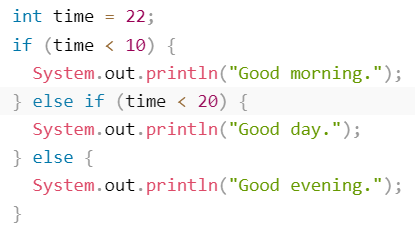 int time = 22;
if (time < 10) {
  System.out.println("Good morning.");
} else if (time < 20) {
  System.out.println("Good day.");
} else {
  System.out.println("Good evening.");
}